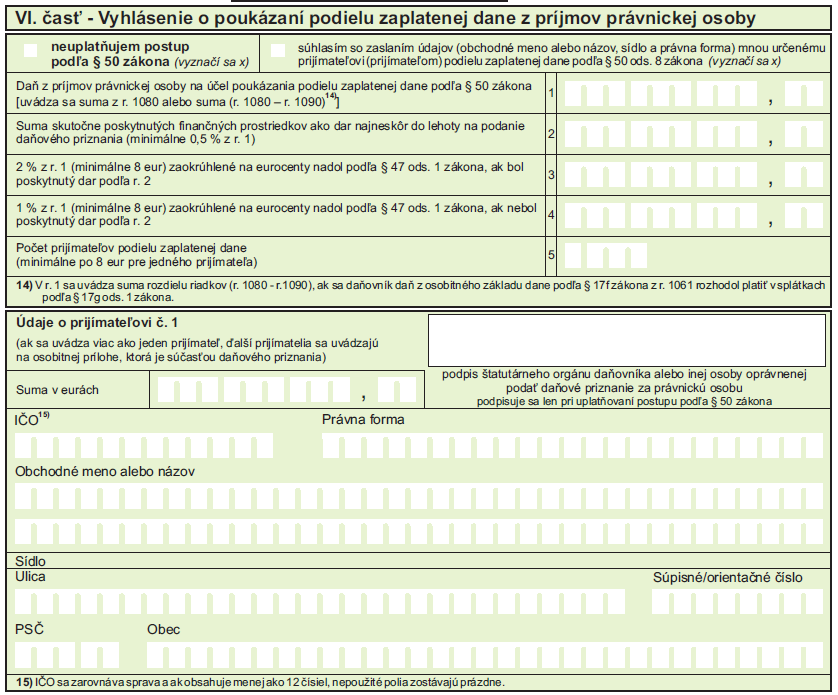 VI. časť - Vyhlásenie o poukázaní podielu zaplatenej dane z príjmov právnickej osoby
neuplatňujem postup
podľa § 50 zákona (vyznačí sa x)
súhlasím so zaslaním údajov (obchodné meno alebo názov, sídlo a právna forma) mnou určenému
prijímateľovi (prijímateľom) podielu zaplatenej dane podľa § 50 ods. 8 zákona (vyznačí sa x)
Daň z príjmov právnickej osoby na účel poukázania podielu zaplatenej dane podľa § 50 zákona
[uvádza sa suma z r. 1080 alebo suma (r. 1080 – r. 1090)14)]
1
,
Suma skutočne poskytnutých finančných prostriedkov ako dar najneskôr do lehoty na podanie
daňového priznania (minimálne 0,5 % z r. 1)
2
,
2 % z r. 1 (minimálne 8 eur) zaokrúhlené na eurocenty nadol podľa § 47 ods. 1 zákona, ak bol
poskytnutý dar podľa r. 2
3
,
1 % z r. 1 (minimálne 8 eur) zaokrúhlené na eurocenty nadol podľa § 47 ods. 1 zákona, ak nebol
poskytnutý dar podľa r. 2
4
,
Počet prijímateľov podielu zaplatenej dane
(minimálne po 8 eur pre jedného prijímateľa)
5
14) V r. 1 sa uvádza suma rozdielu riadkov (r. 1080 - r.1090), ak sa daňovník daň z osobitného základu dane podľa § 17f zákona z r. 1061 rozhodol platiť v splátkach
podľa § 17g ods. 1 zákona.
Údaje o prijímateľovi č. 1
(ak sa uvádza viac ako jeden prijímateľ, ďalší prijímatelia sa uvádzajú
na osobitnej prílohe, ktorá je súčasťou daňového priznania)
Suma v eurách
,
podpis štatutárneho orgánu daňovníka alebo inej osoby oprávnenej
podať daňové priznanie za právnickú osobu
podpisuje sa len pri uplatňovaní postupu podľa § 50 zákona
IČO15)
Právna forma
Obchodné meno alebo názov
Sídlo
Ulica
Súpisné/orientačné číslo
PSČ
Obec
15) IČO sa zarovnáva sprava a ak obsahuje menej ako 12 čísiel, nepoužité polia zostávajú prázdne.